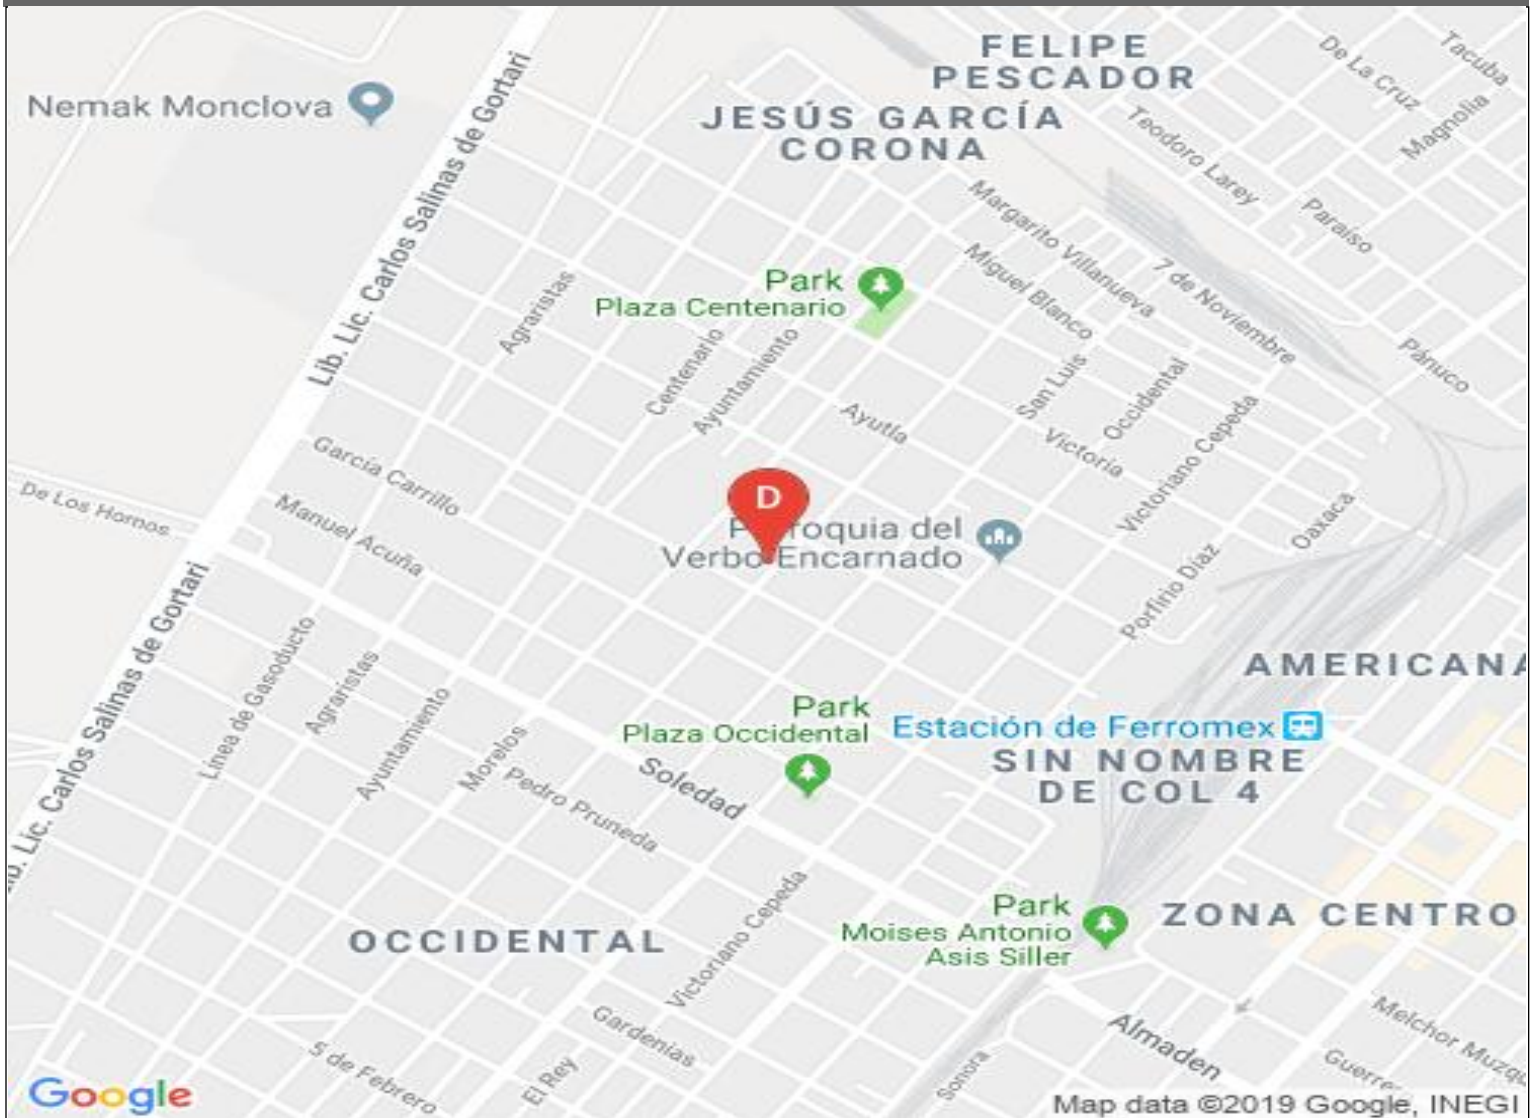 FELIPE
PESCADOR
De La Cruz
Tacuba
Magnolia
Nemak Monclova
JESÚS GARCÍA
CORONA
Teodoro Larey
Paraíso
Lib. Lic. Carlos Salinas de Gortari
Margarito Villanueva
Miguel Blanco
7 de Noviembre
Park
Plaza Centenario
Agraristas
Centenario
Ayuntamiento
San Luis
Occidental
Pánuco
Ayutla
Victoria
Victoriano Cepeda
García Carrillo
De Los Hornos
Manuel Acuña
D
Verbo Encarnado
Oaxaca
Porfirio Díaz
Lib. Lic. Carlos Salinas de Gortari
Linea de Gasoducto
Agraristas
Ayuntamiento
Morelos
AMERICANA
Park
Plaza Occidental
Estación de Ferromex
SIN NOMBRE
DE COL 4
Soledad
Pedro Pruneda
Victoriano Cepeda
Park
Moises Antonio
Asis Siller
ZONA CENTRO
OCCIDENTAL
Gardenias
5 de Febrero
El Rey
Sonora
Almaden
Melchor Muzqu
Guerre
Google
Map data ©2019 Google, INEGI